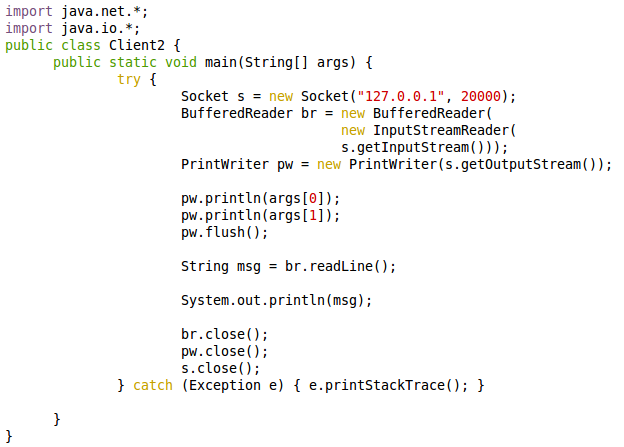 import java.net.*;
import java.io.*;
public class Client2 {
      public static void main(String[] args) {
              try {
                      Socket s = new Socket("127.0.0.1", 20000);
                      BufferedReader br = new BufferedReader(
                                          new InputStreamReader(
                                          s.getInputStream()));
                      PrintWriter pw = new PrintWriter(s.getOutputStream());

                      pw.println(args[0]);
                      pw.println(args[1]);
                      pw.flush();

                      String msg = br.readLine();

                      System.out.println(msg);

                      br.close();
                      pw.close();
                      s.close();
              } catch (Exception e) { e.printStackTrace(); }

      }
}